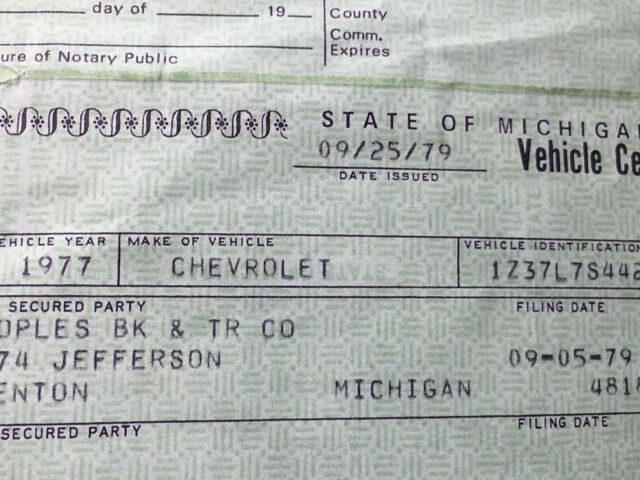 day of 19
County
Comm.
Expires
ure of Notary Public
STATE OF MICHIGAN
09/25/79
Vehicle Ce
DATE ISSUED
EHICLE YEAR MAKE OF VEHICLE VEHICLE IDENTIFICATION
1977 CHEVROLET 1Z37L7S442
SECURED PARTY FILING DATE
OPLES BK & TR CO
74 JEFFERSON 09-05-79
ENTON MICHIGAN 481
SECURED PARTY FILING DATE